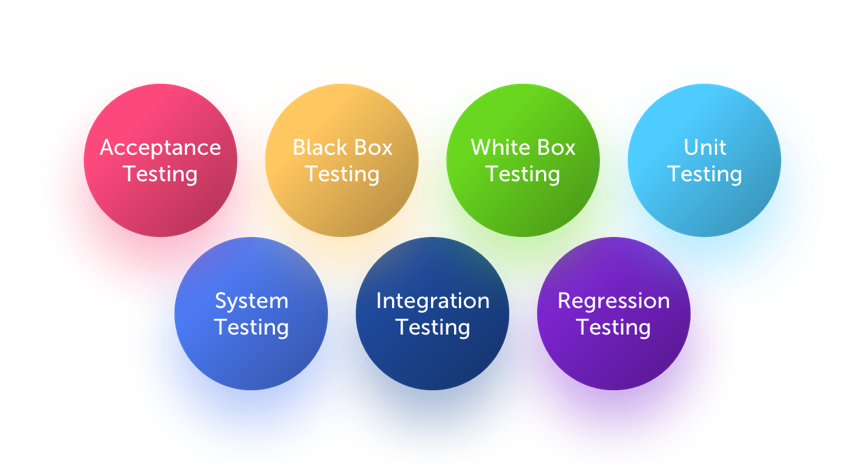 Acceptance
Testing
Black Box
Testing
White Box
Testing
Unit
Testing
System
Testing
Integration
Testing
Regression
Testing